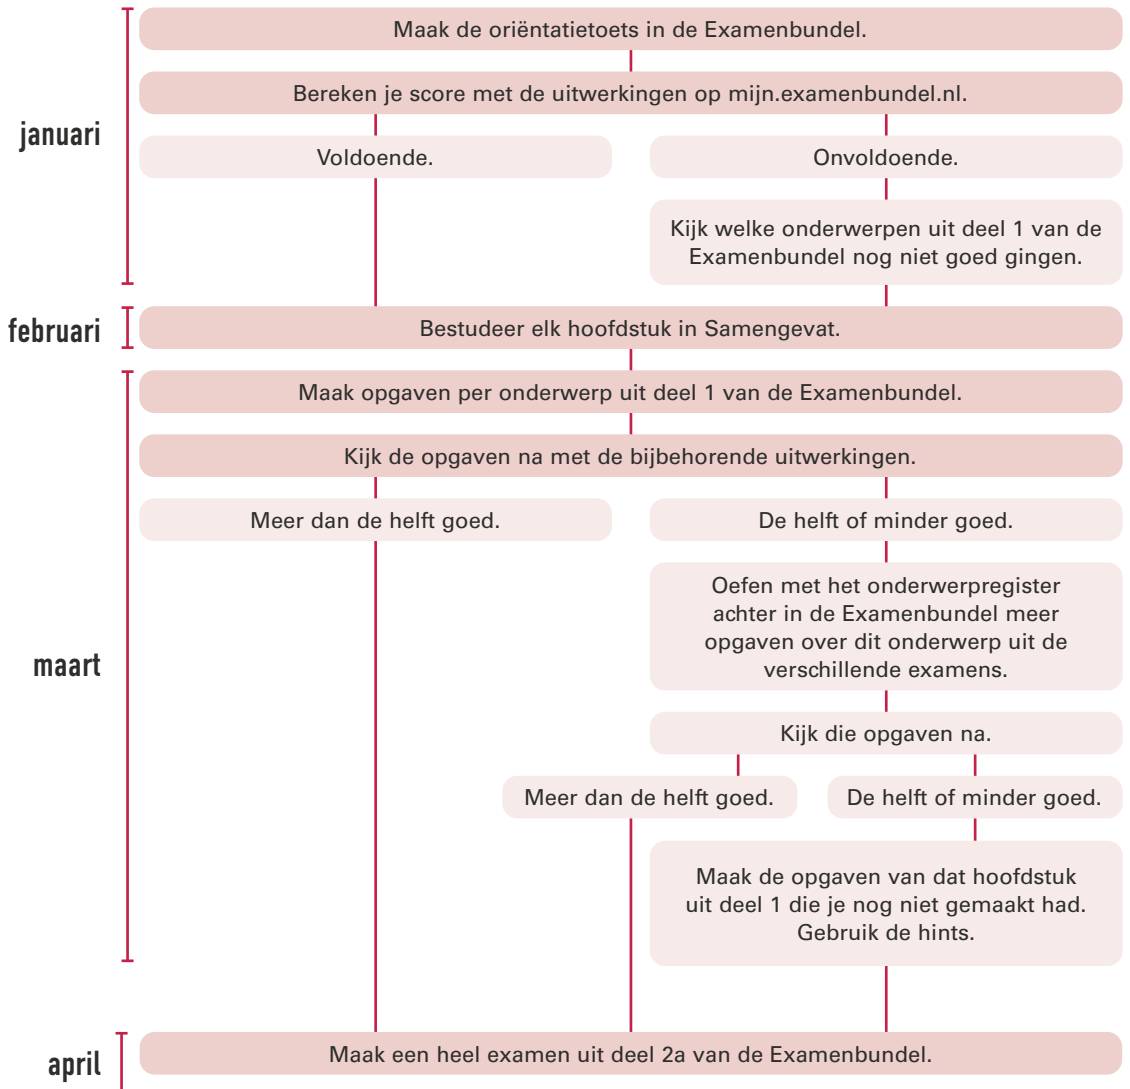 januari
Maak de oriëntatietoets in de Examenbundel.
Bereken je score met de uitwerkingen op mijn.examenbundel.nl.
Voldoende.
Onvoldoende.
Kijk welke onderwerpen uit deel 1 van de
Examenbundel nog niet goed gingen.
februari
Bestudeer elk hoofdstuk in Samengevat.
maart
Maak opgaven per onderwerp uit deel 1 van de Examenbundel.
Kijk de opgaven na met de bijbehorende uitwerkingen.
Meer dan de helft goed.
De helft of minder goed.
Oefen met het onderwerpregister
achter in de Examenbundel meer
opgaven over dit onderwerp uit de
verschillende examens.
Kijk die opgaven na.
Meer dan de helft goed.
De helft of minder goed.
Maak de opgaven van dat hoofdstuk
uit deel 1 die je nog niet gemaakt had.
Gebruik de hints.
april
Maak een heel examen uit deel 2a van de Examenbundel.